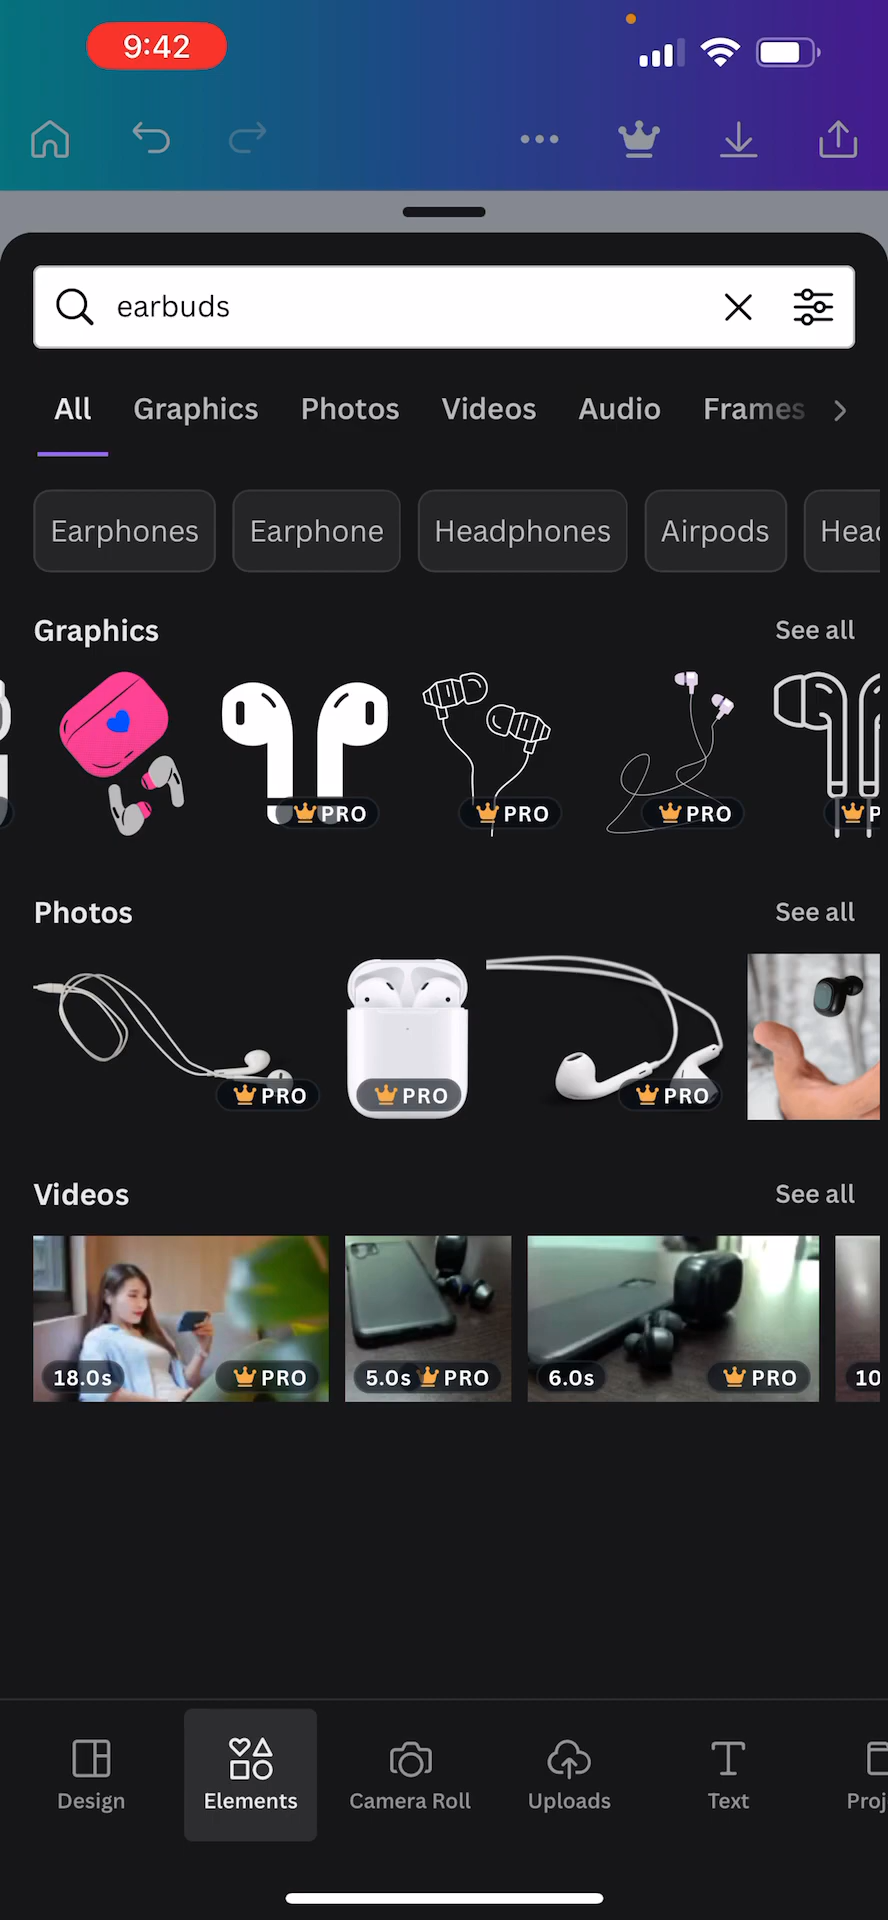 9:42
earbuds
All Graphics Photos Videos Audio Frames
Earphones Earphone Headphones Airpods
Graphics See all
PRO PRO PRO
Photos See all
PRO PRO PRO
Videos See all
18.0s PRO 5.0s PRO 6.0s PRO 10
Design Elements Camera Roll Uploads Text